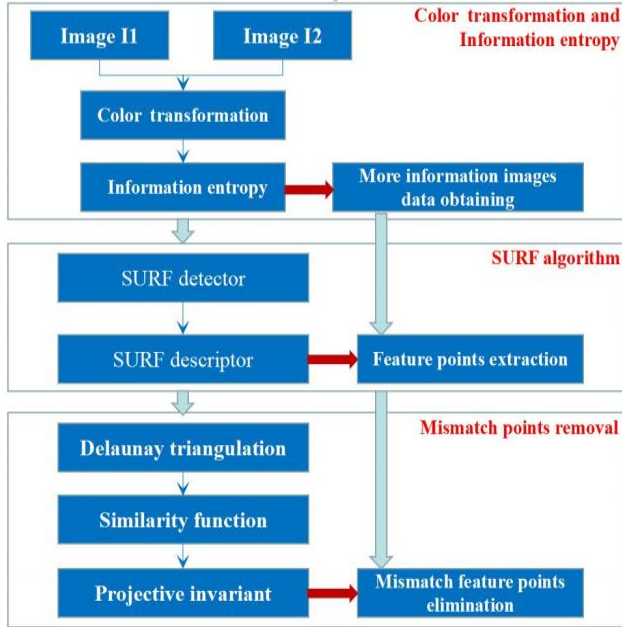 Color transformation and
Information entropy
Image I1
Image I2
Color transformation
Information entropy
More information images
data obtaining
SURF algorithm
SURF detector
SURF descriptor
Feature points extraction
Mismatch points removal
Delaunay triangulation
Similarity function
Projective invariant
Mismatch feature points
elimination